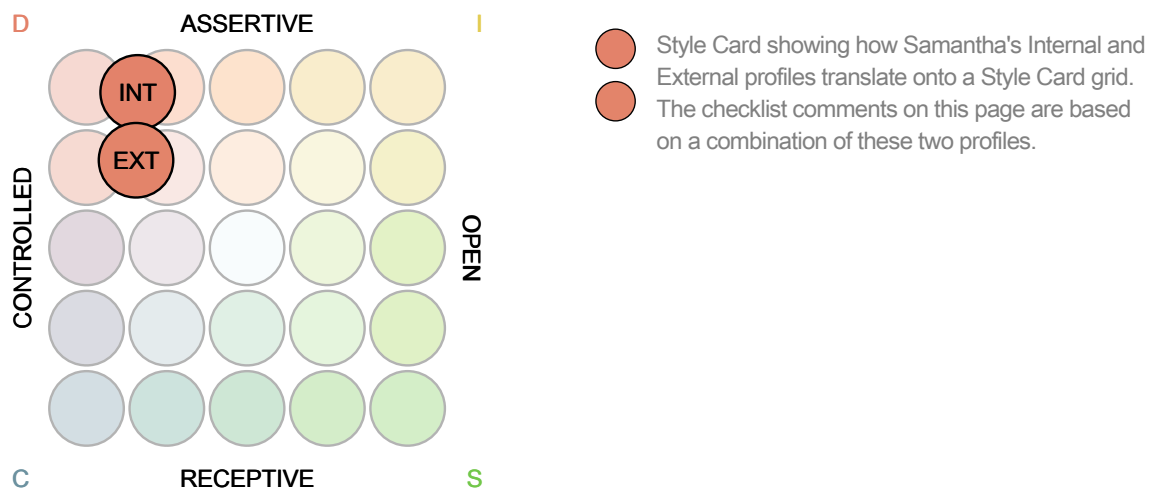 D
ASSERTIVE
I
INT
EXT
CONTROLLED
OPEN
C
RECEPTIVE
S
Style Card showing how Samantha's Internal and
External profiles translate onto a Style Card grid.
The checklist comments on this page are based
on a combination of these two profiles.